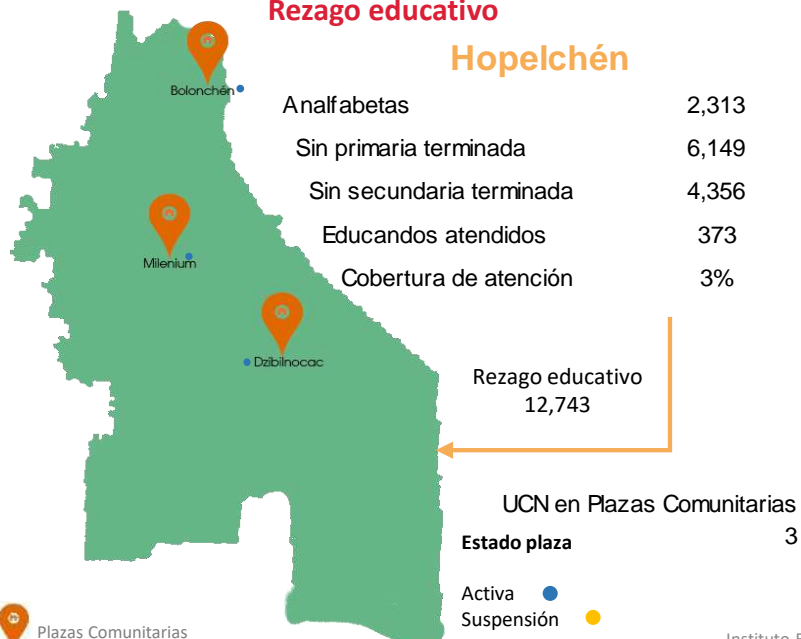 Rezago educativo
Hopelchén
Bolonchén
Analfabetas 2,313
Sin primaria terminada 6,149
Sin secundaria terminada 4,356
Educandos atendidos 373
Milenium
Cobertura de atención 3%
Dzibilnocac
Rezago educativo
12,743
UCN en Plazas Comunitarias
3
Estado plaza
Activa
Suspensión
Plazas Comunitarias
Instituto